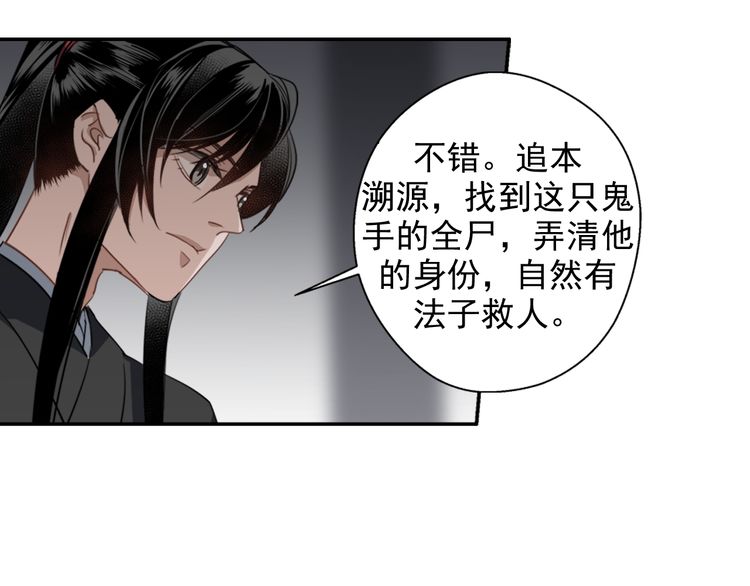 不错。追本
溯源，找到这只鬼
手的全尸，弄清他
的身份，自然有
法子救人。